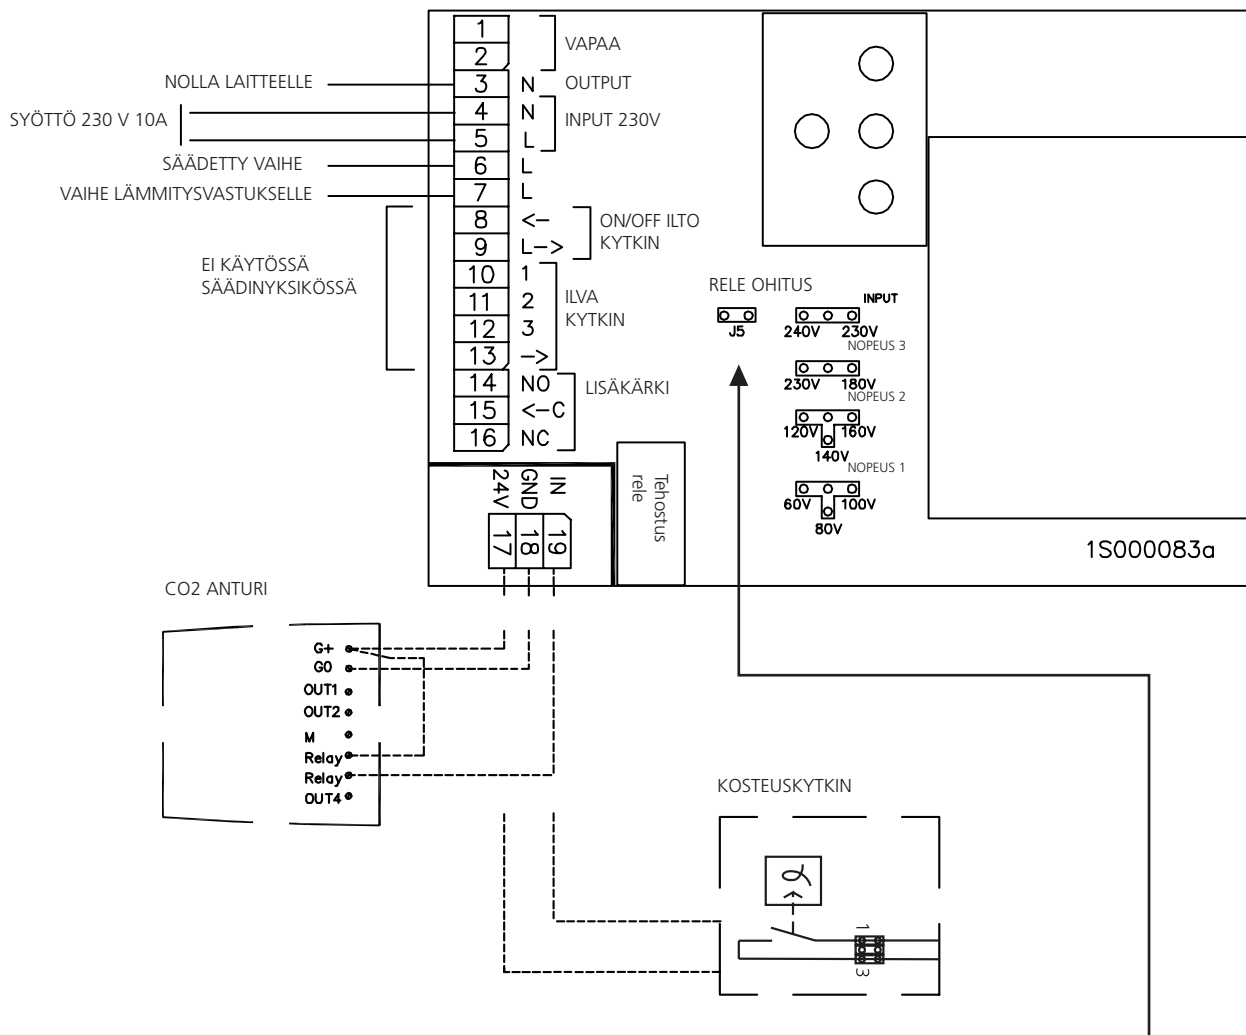 1
2
VAPAA
NOLLA LAITTEELLE
3 N
OUTPUT
SYÖTTÖ 230 V 10A
4 N
5 L
INPUT 230V
SÄÄDETTY VAIHE
6 L
VAIHE LÄMMITYSVASTUKSELLE
7 L
8 <-
9 L->
ON/OFF ILTO
KYTKIN
EI KÄYTÖSSÄ
SÄÄDINYKSIKÖSSÄ
10 1
11 2
12 3
13 ->
ILVA
KYTKIN
14 NO
15 <-C
16 NC
LISÄKÄRKI
RELE OHITUS
J5
INPUT
240V 230V
NOPEUS 3
230V 180V
NOPEUS 2
120V 160V
140V
NOPEUS 1
60V 100V
80V
24V
GND
IN
17
18
19
Tehostus
rele
1S000083a
CO2 ANTURI
G+
G0
OUT1
OUT2
M
Relay
Relay
OUT4
KOSTEUSKYTKIN
1
3